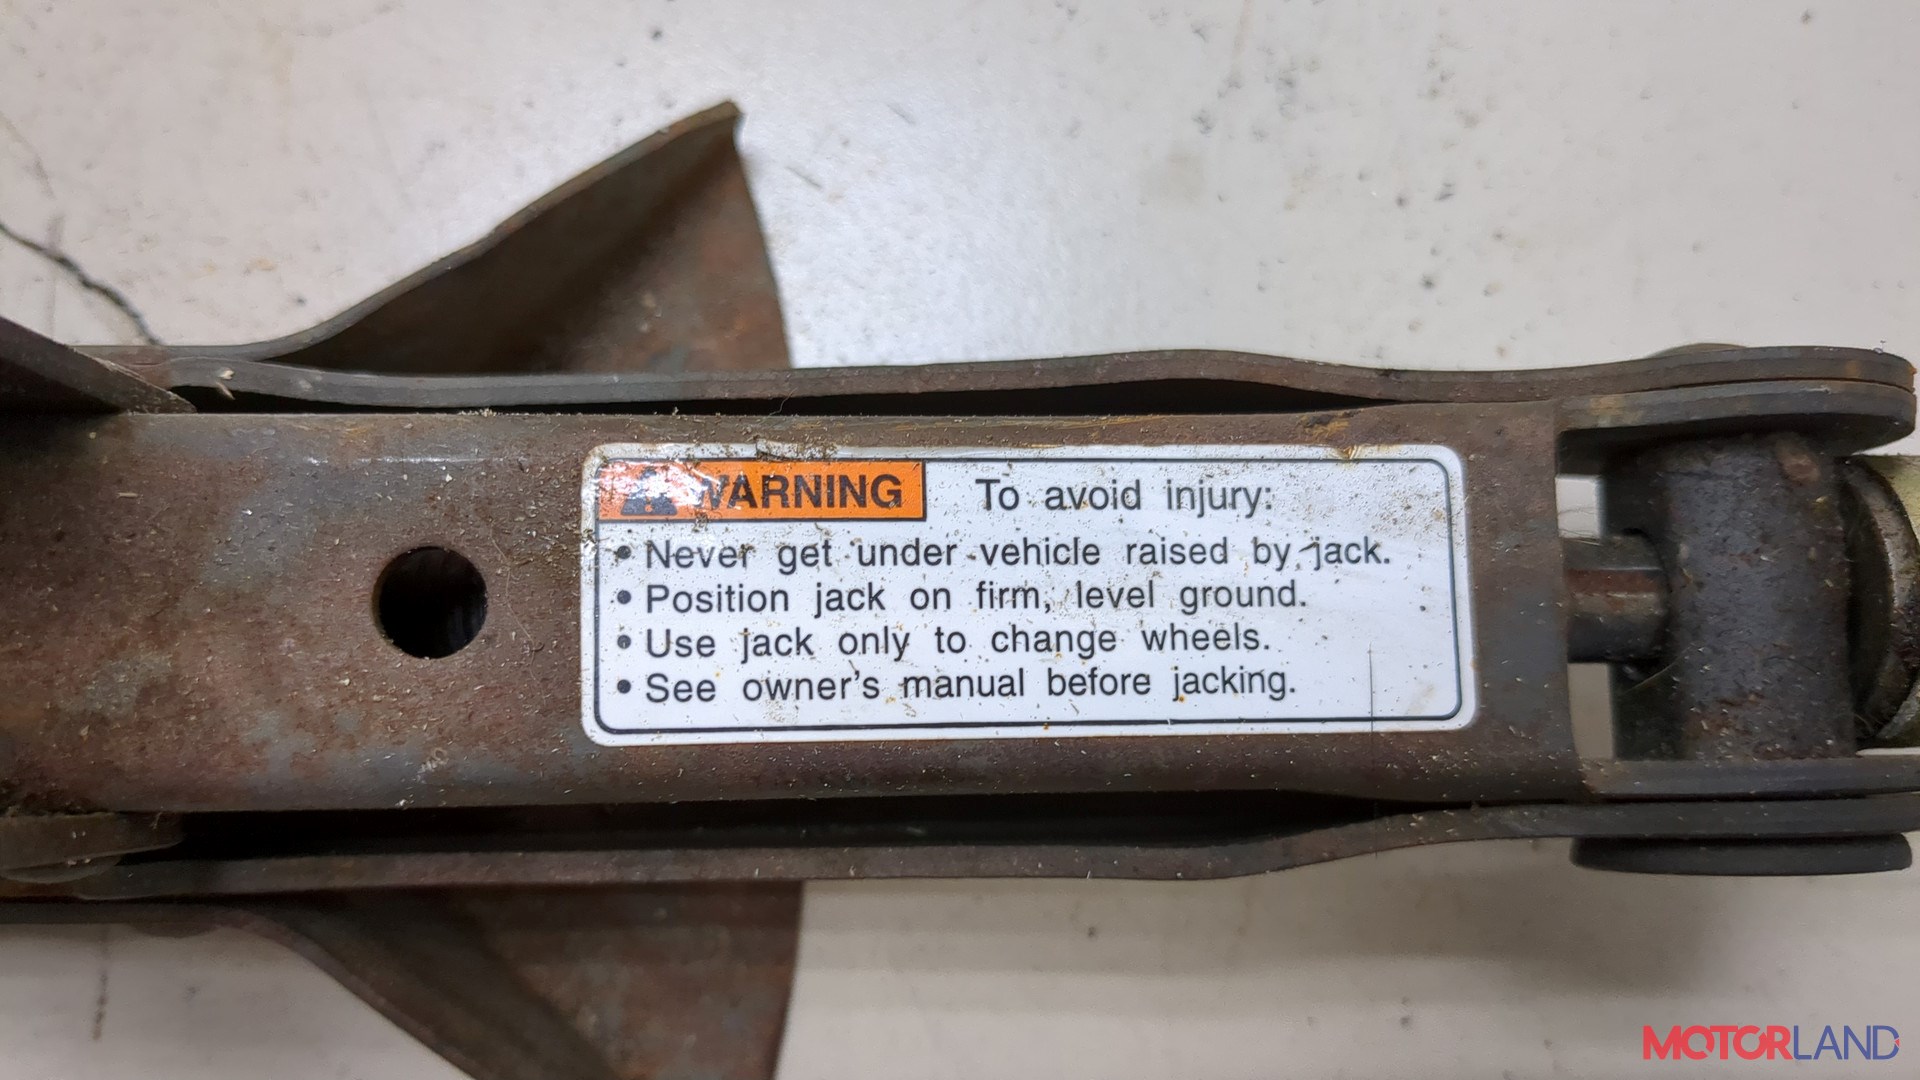 WARNING To avoid injury:
• Never get under vehicle raised by jack.
• Position jack on firm, level ground.
• Use jack only to change wheels.
• See owner's manual before jacking.
MOTORLAND